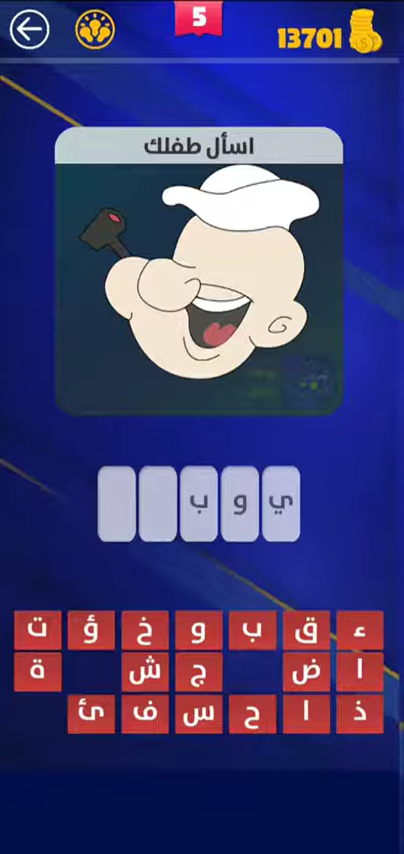 5
13701
اسأل طفلك
ي و ب
ء ق ب و خ ؤ ت
ا ض ج ش ة
ذ ا ح س ف ئ